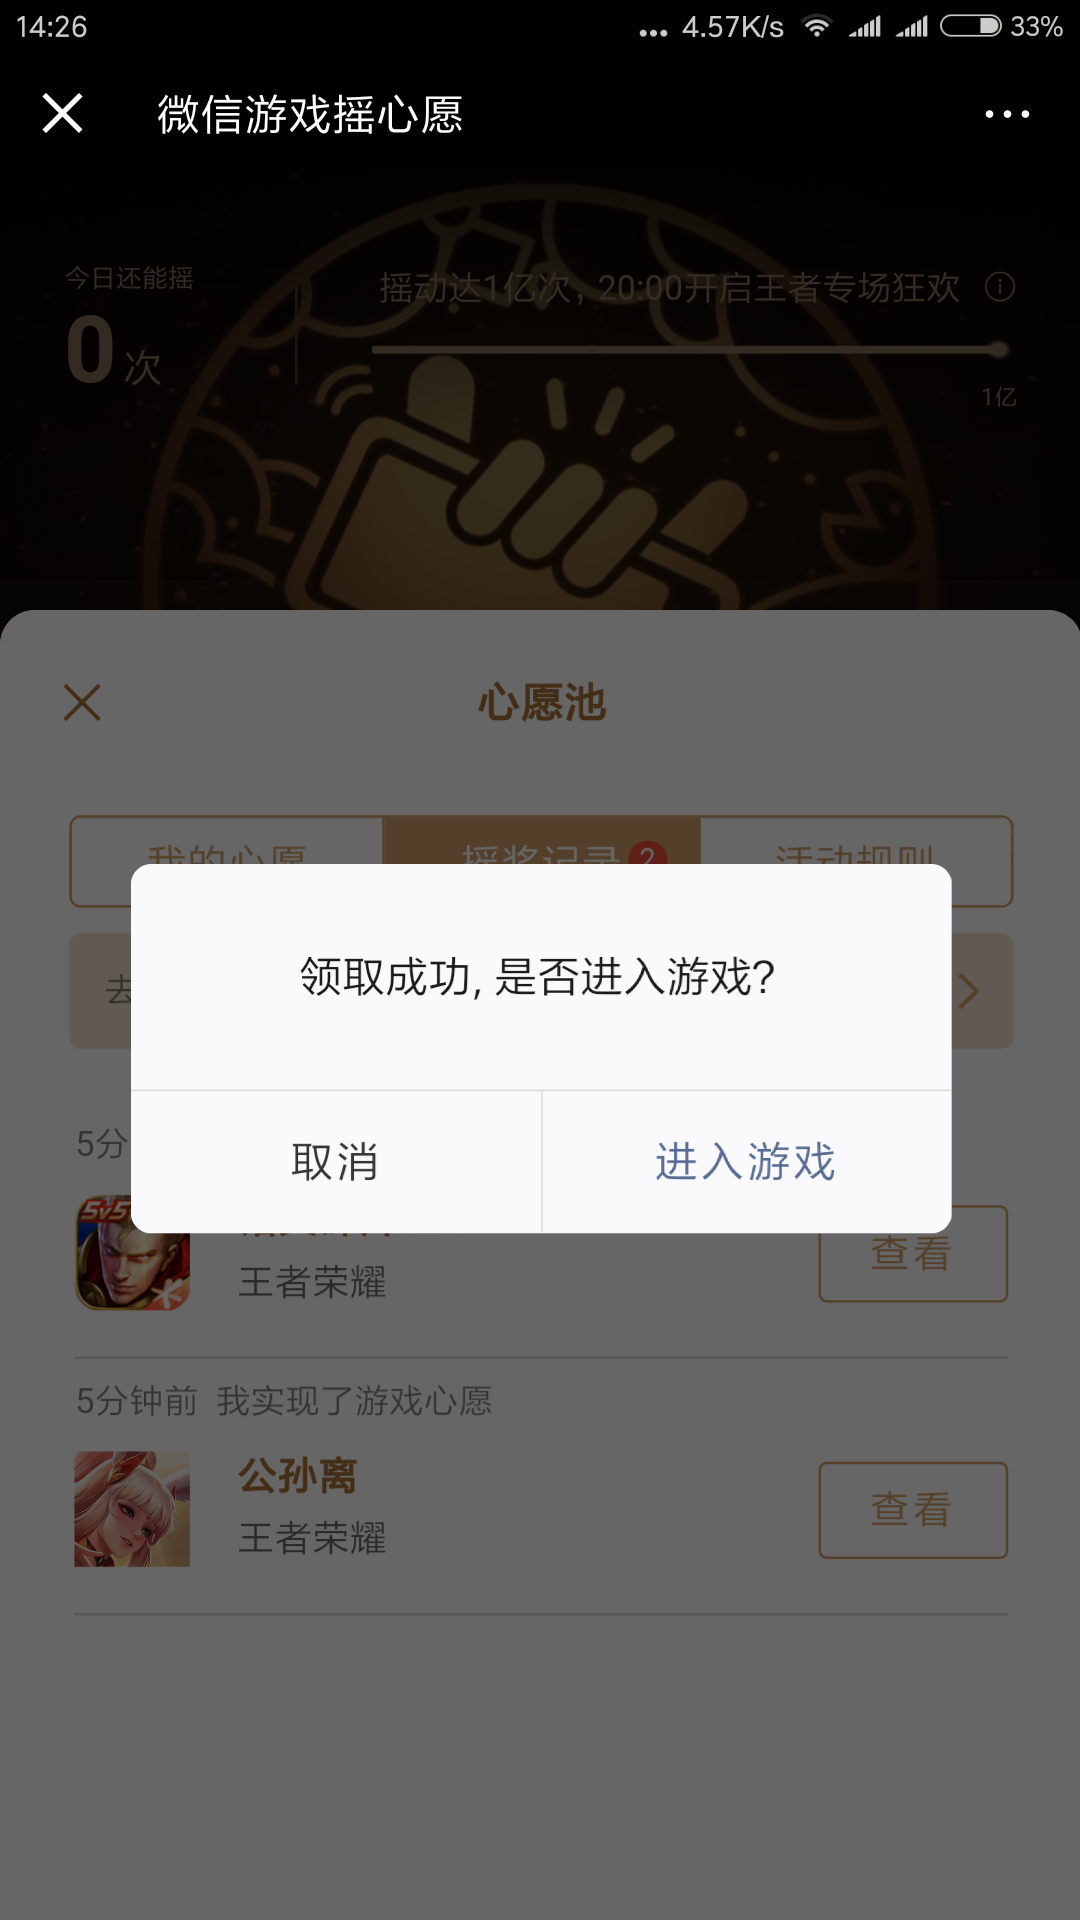 14:26
4.57K/s
33%
微信游戏摇心愿
今日还能摇
0次
摇动达1亿次，20:00开启王者专场狂欢
1亿
心愿池
我的心愿
摇奖记录
2
活动规则
去
领取成功, 是否进入游戏?
取消
进入游戏
5分
5v5
王者荣耀
查看
5分钟前 我实现了游戏心愿
公孙离
王者荣耀
查看